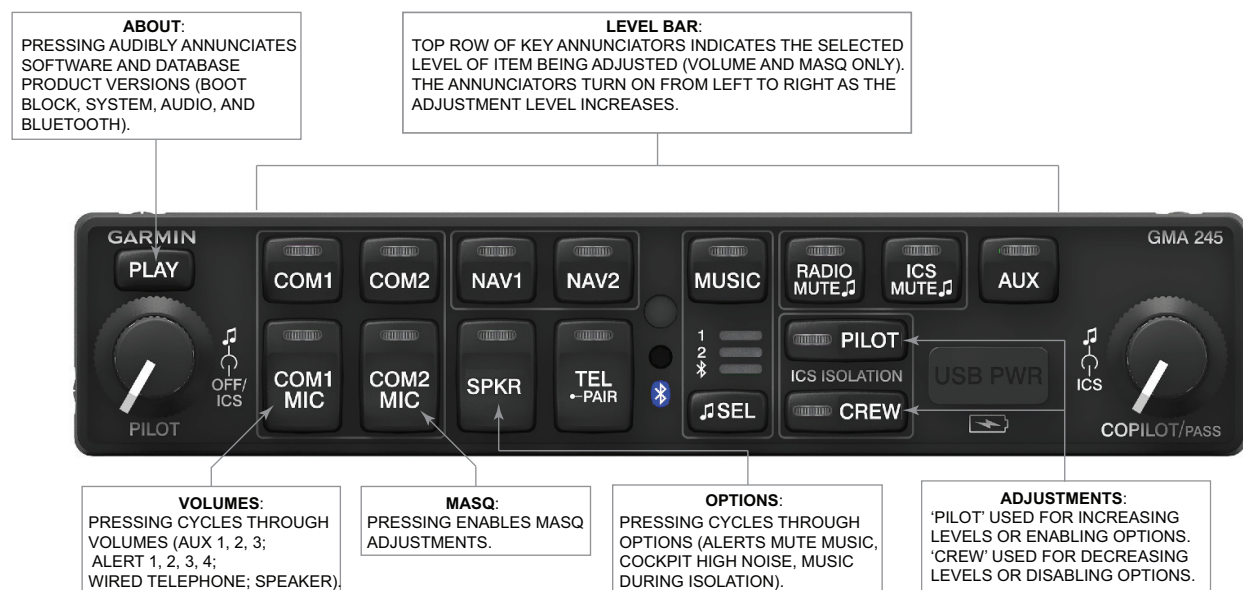 ABOUT:
PRESSING AUDIBLY ANNUNCIATES
SOFTWARE AND DATABASE
PRODUCT VERSIONS (BOOT
BLOCK, SYSTEM, AUDIO, AND
BLUETOOTH).
LEVEL BAR:
TOP ROW OF KEY ANNUNCIATORS INDICATES THE SELECTED
LEVEL OF ITEM BEING ADJUSTED (VOLUME AND MASQ ONLY).
THE ANNUNCIATORS TURN ON FROM LEFT TO RIGHT AS THE
ADJUSTMENT LEVEL INCREASES.
GARMIN
GMA 245
PLAY
COM1
COM2
NAV1
NAV2
MUSIC
RADIO
MUTE♫
ICS
MUTE♫
AUX
OFF/
ICS
PILOT
COM1
MIC
COM2
MIC
SPKR
TEL
•–PAIR
1
2
♫SEL
PILOT
ICS ISOLATION
CREW
USB PWR
ICS
COPILOT/PASS
VOLUMES:
PRESSING CYCLES THROUGH
VOLUMES (AUX 1, 2, 3;
ALERT 1, 2, 3, 4;
WIRED TELEPHONE; SPEAKER).
MASQ:
PRESSING ENABLES MASQ
ADJUSTMENTS.
OPTIONS:
PRESSING CYCLES THROUGH
OPTIONS (ALERTS MUTE MUSIC,
COCKPIT HIGH NOISE, MUSIC
DURING ISOLATION).
ADJUSTMENTS:
‘PILOT’ USED FOR INCREASING
LEVELS OR ENABLING OPTIONS.
‘CREW’ USED FOR DECREASING
LEVELS OR DISABLING OPTIONS.